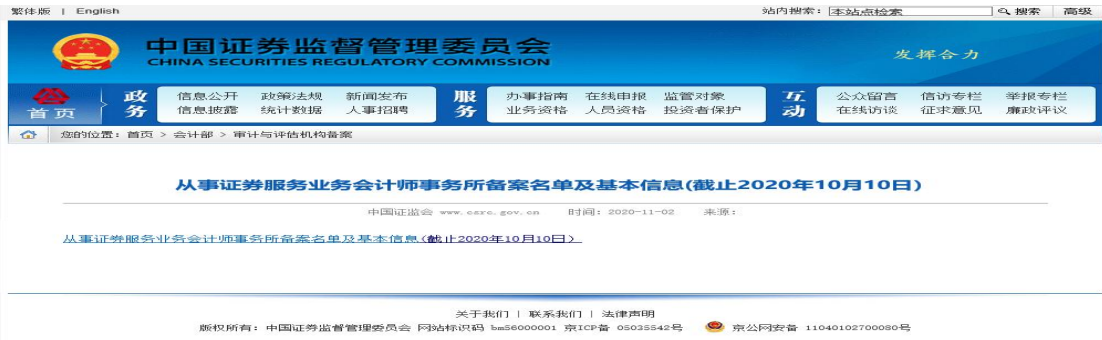 繁体版 | English 站内搜索: 本站点检索 搜索 高级
中国证券监督管理委员会
CHINA SECURITIES REGULATORY COMMISSION
发挥合力
首页
政务
信息公开 政策法规 新闻发布
信息披露 统计数据 人事招聘
服务
办事指南 在线申报 监管对象
业务资格 人员资格 投资者保护
互动
公众留言 信访专栏 举报专栏
在线访谈 征求意见 廉政评议
您的位置: 首页 > 会计部 > 审计与评估机构备案
从事证券服务业务会计师事务所备案名单及基本信息(截止2020年10月10日)
中国证监会 www.csrc.gov.cn 时间: 2020-11-02 来源:
从事证券服务业务会计师事务所备案名单及基本信息(截止2020年10月10日)
关于我们 | 联系我们 | 法律声明
版权所有: 中国证券监督管理委员会 网站标识码 bm56000001 京ICP备 05035542号 京公网安备 11040102700080号